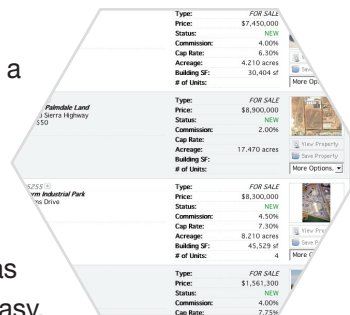 Type: FOR SALE
Price: $7,450,000
Status: NEW
Commission: 4.00%
Cap Rate: 6.30%
Acreage: 4.210 acres
Building SF: 30,404 sf
# of Units:
a
Save
Type: FOR SALE
Price: $8,900,000
Status: NEW
Commission: 2.00%
Cap Rate:
Acreage: 17.470 acres
Building SF:
# of Units:
Palmdale Land
Sierra Highway
View Property
Save Property
More Options.
Type: FOR SALE
Price: $8,300,000
Status: NEW
Commission: 4.50%
Cap Rate: 7.30%
Acreage: 8.210 acres
Building SF: 45,529 sf
# of Units: 4
Industrial Park
Drive
View
Save
Type: FOR SALE
Price: $1,561,300
Status: NEW
Commission: 4.00%
Cap Rate: 7.75%
as
asy.